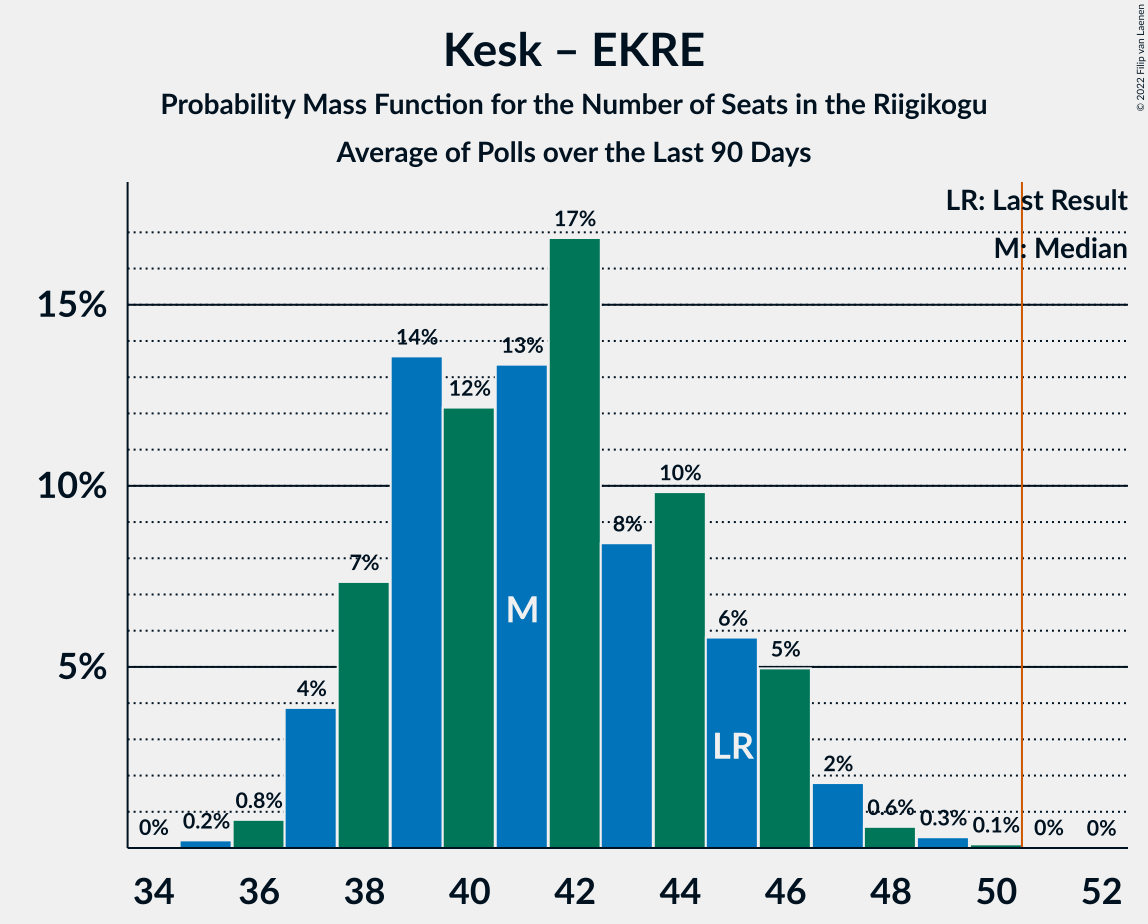 Kesk – EKRE
Probability Mass Function for the Number of Seats in the Riigikogu
Average of Polls over the Last 90 Days
© 2022 Filip van Laenen
LR: Last Result
M: Median
15%
10%
5%
0%
0.2%
0.8%
4%
7%
14%
12%
13%
17%
8%
10%
6%
5%
2%
0.6%
0.3%
0.1%
0%
0%
M
LR
34 36 38 40 42 44 46 48 50 52